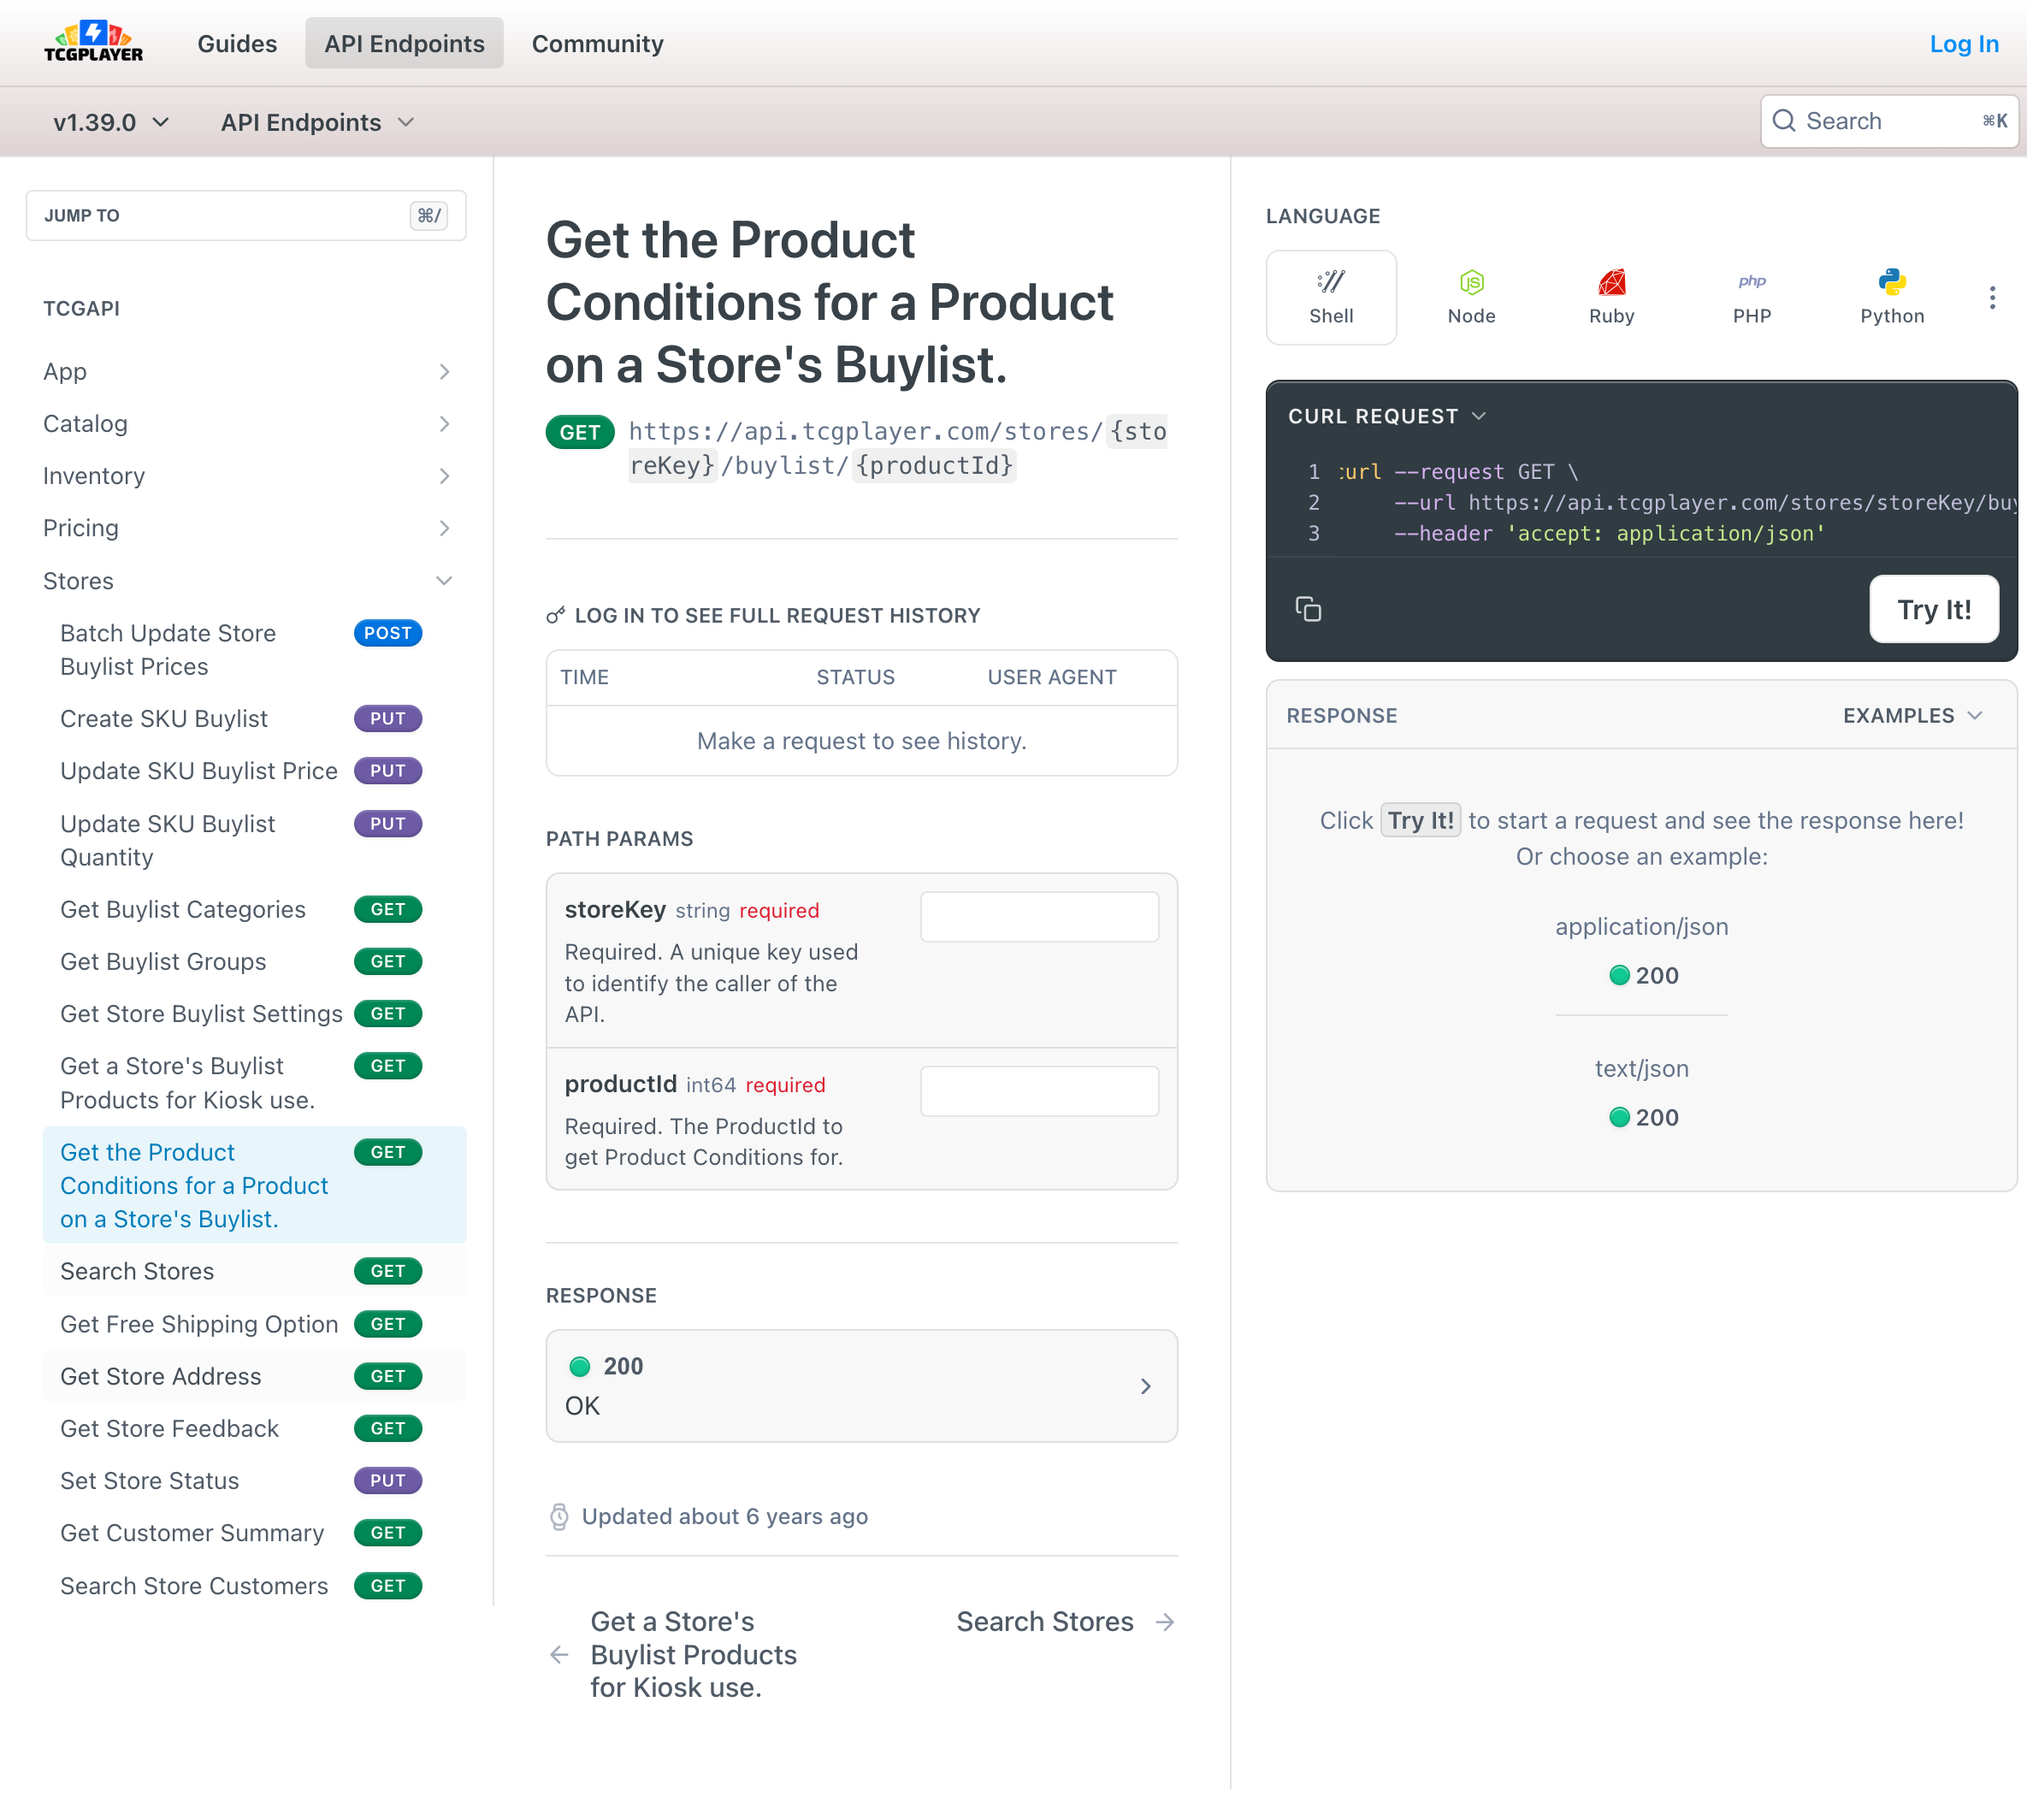 TCGPLAYER
Guides
API Endpoints
Community
Log In
v1.39.0
API Endpoints
Search
⌘K
JUMP TO
⌘/
TCGAPI
App
Catalog
Inventory
Pricing
Stores
Batch Update Store
Buylist Prices
POST
Create SKU Buylist
PUT
Update SKU Buylist Price
PUT
Update SKU Buylist
Quantity
PUT
Get Buylist Categories
GET
Get Buylist Groups
GET
Get Store Buylist Settings
GET
Get a Store's Buylist
Products for Kiosk use.
GET
Get the Product
Conditions for a Product
on a Store's Buylist.
GET
Search Stores
GET
Get Free Shipping Option
GET
Get Store Address
GET
Get Store Feedback
GET
Set Store Status
PUT
Get Customer Summary
GET
Search Store Customers
GET
Get the Product
Conditions for a Product
on a Store's Buylist.
GET
https://api.tcgplayer.com/stores/{sto
reKey}/buylist/{productId}
LOG IN TO SEE FULL REQUEST HISTORY
TIME STATUS USER AGENT
Make a request to see history.
PATH PARAMS
storeKey string required
Required. A unique key used
to identify the caller of the
API.
productId int64 required
Required. The ProductId to
get Product Conditions for.
RESPONSE
200
OK
Updated about 6 years ago
Get a Store's
Buylist Products
for Kiosk use.
Search Stores
LANGUAGE
Shell
JS
Node
Ruby
php
PHP
Python
CURL REQUEST
1 curl --request GET \
2 --url https://api.tcgplayer.com/stores/storeKey/buy
3 --header 'accept: application/json'
Try It!
RESPONSE
EXAMPLES
Click Try It! to start a request and see the response here!
Or choose an example:
application/json
200
text/json
200